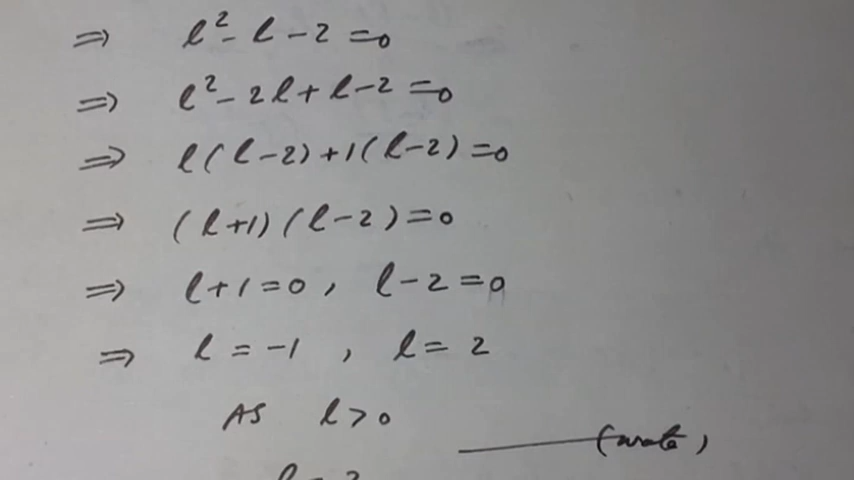 ⇒ l² - l - 2 = 0
⇒ l² - 2l + l - 2 = 0
⇒ l(l-2) + 1(l-2) = 0
⇒ (l+1)(l-2) = 0
⇒ l+1 = 0, l-2 = 0
⇒ l = -1, l = 2
As l > 0